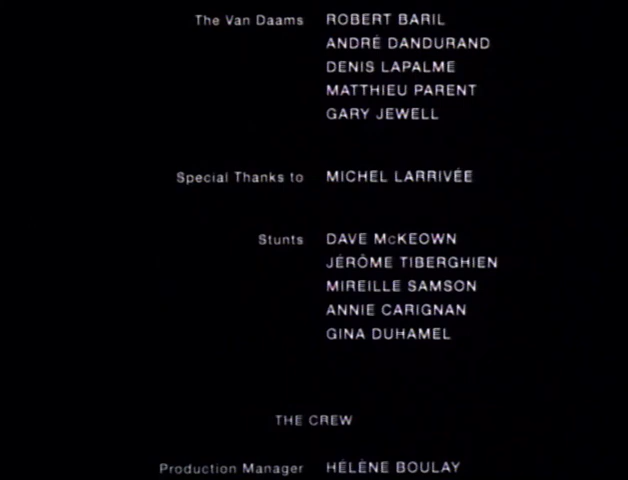 The Van Daams ROBERT BARIL
ANDRÉ DANDURAND
DENIS LAPALME
MATTHIEU PARENT
GARY JEWELL
Special Thanks to MICHEL LARRIVÉE
Stunts DAVE McKEOWN
JÉRÔME TIBERGHIEN
MIREILLE SAMSON
ANNIE CARIGNAN
GINA DUHAMEL
THE CREW
Production Manager HÉLÈNE BOULAY